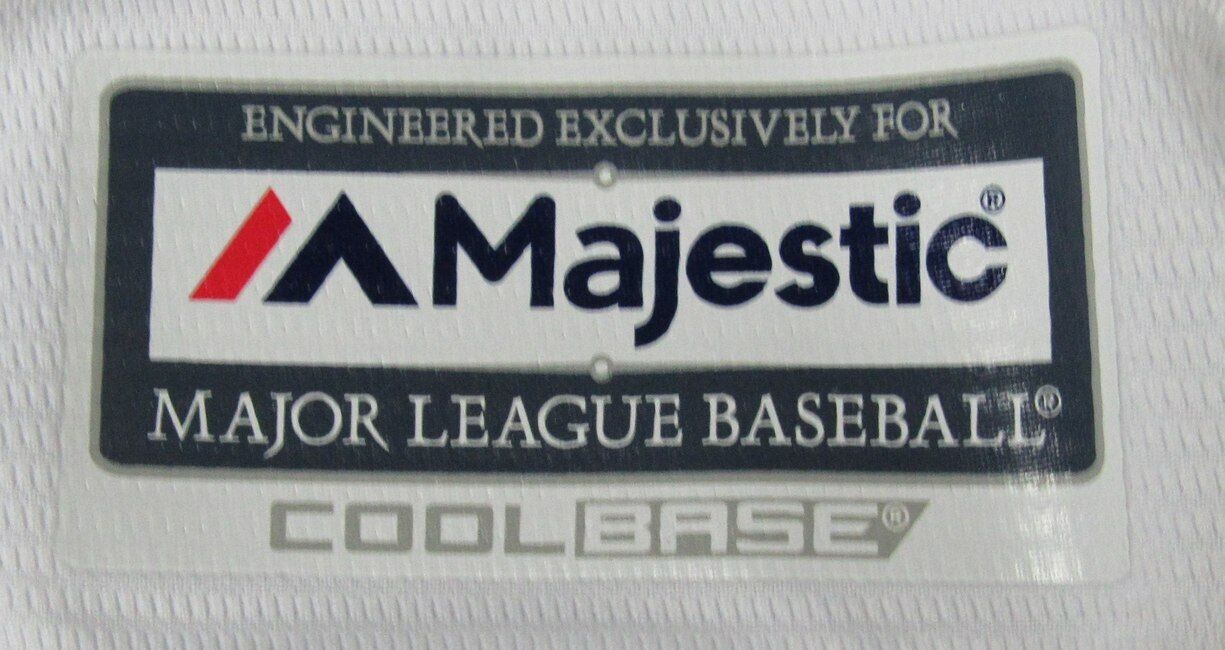 ENGINEERED EXCLUSIVELY FOR
Majestic®
MAJOR LEAGUE BASEBALL®
COOLBASE®